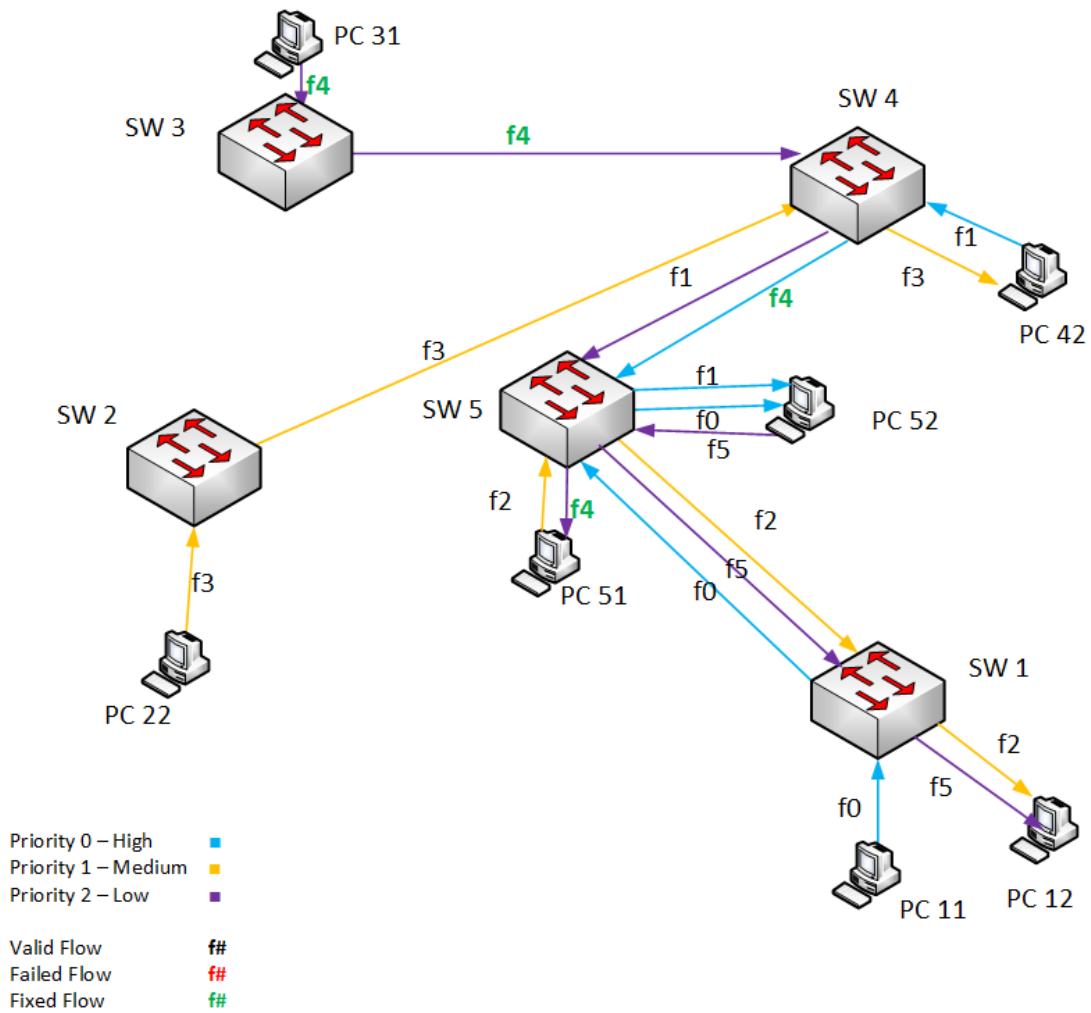 PC 31
f4
SW 3
f4
SW 4
f1
f1
f3
f4
PC 42
f3
SW 2
SW 5
f1
f0
f5
PC 52
f2
f4
f2
f3
f5
f0
PC 51
PC 22
SW 1
f2
f5
f0
PC 11
PC 12
Priority 0 – High
Priority 1 – Medium
Priority 2 – Low
Valid Flow f#
Failed Flow f#
Fixed Flow f#